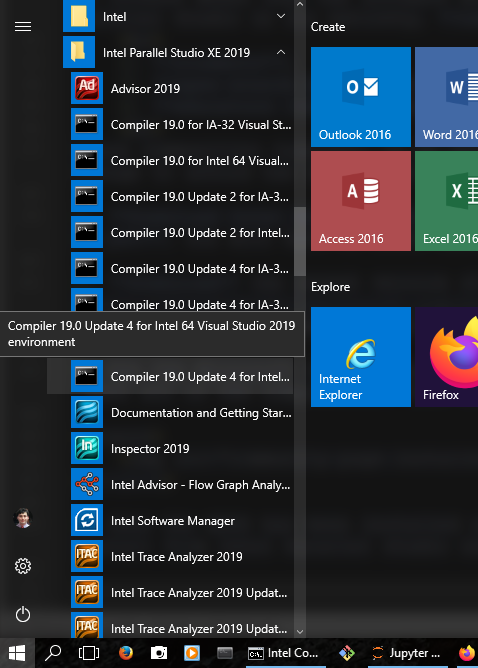 Intel
Intel Parallel Studio XE 2019
Ad
Advisor 2019
Compiler 19.0 for IA-32 Visual St...
Compiler 19.0 for Intel 64 Visual...
Compiler 19.0 Update 2 for IA-3...
Compiler 19.0 Update 2 for Intel...
Compiler 19.0 Update 4 for IA-3...
Compiler 19.0 Update 4 for IA-3...
Compiler 19.0 Update 4 for Intel 64 Visual Studio 2019
environment
Compiler 19.0 Update 4 for Intel...
Documentation and Getting Star...
In
Inspector 2019
Intel Advisor - Flow Graph Analy...
Intel Software Manager
ITAC
Intel Trace Analyzer 2019
ITAC
Intel Trace Analyzer 2019 Updat...
ITAC
Intel Trace Analyzer 2019 Updat...
Create
Outlook 2016
Word 2016
Access 2016
Excel 2016
Explore
Internet
Explorer
Firefox
Intel Co...
Jupyter ...